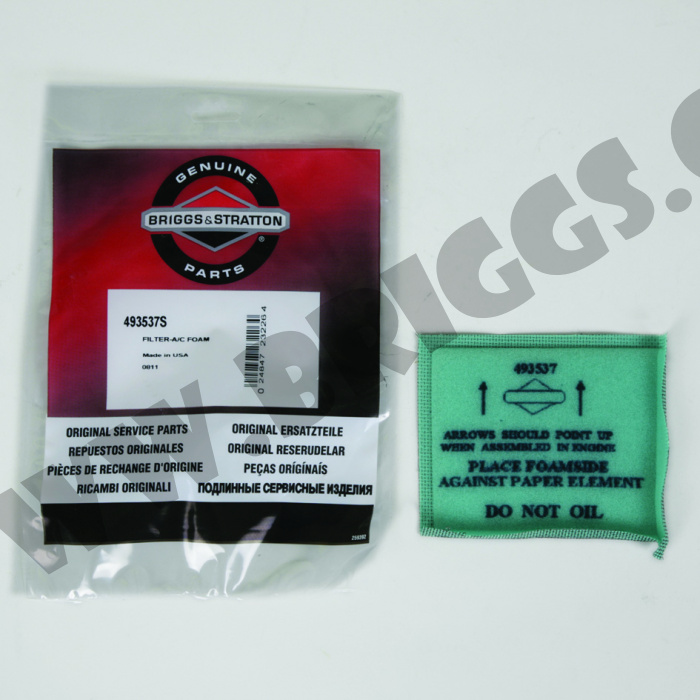 GENUINE
BRIGGS&STRATTON
®
PARTS
493537S
FILTER-A/C FOAM
Made in USA
0811
0 24847 23226 4
ORIGINAL SERVICE PARTS
ORIGINAL ERSATZTEILE
REPUESTOS ORIGINALES
ORIGINAL RESERUDELAR
PIÈCES DE RECHANGE D'ORIGINE
PEÇAS ORÍGÍNAÍS
RICAMBI ORIGINALI
ПОДЛИННЫЕ СЕРВИСНЫЕ ИЗДЕЛИЯ
493537
ARROWS SHOULD POINT UP
WHEN ASSEMBLED IN ENGINE
PLACE FOAMSIDE
AGAINST PAPER ELEMENT
DO NOT OIL
WWW.BRIGGS.C